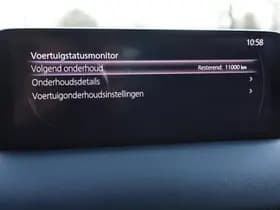 10:58
Voertuigstatusmonitor
Volgend onderhoud Resterend: 11000 km
Onderhoudsdetails
Voertuigonderhoudsinstellingen